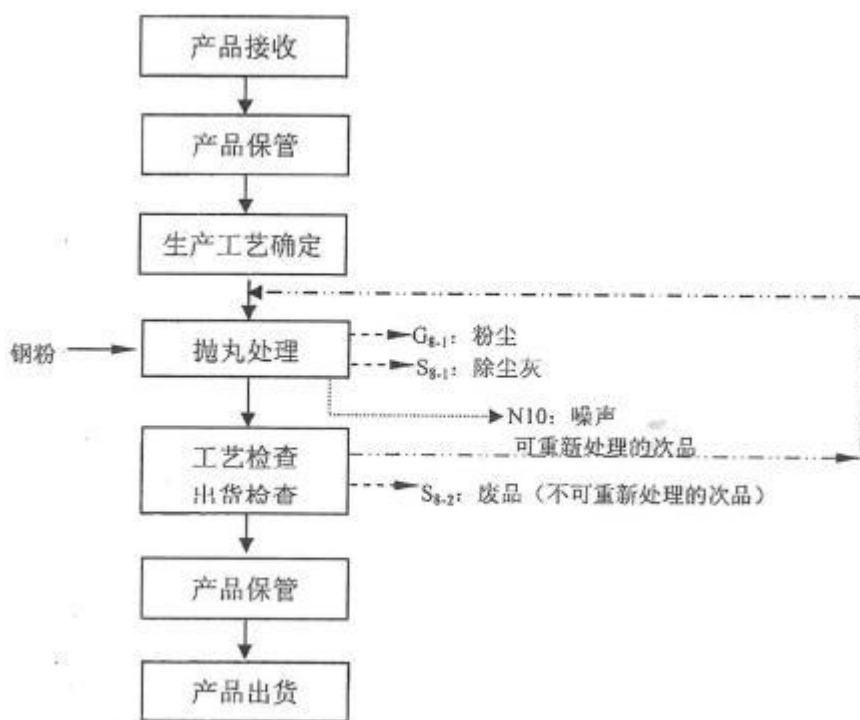 产品接收
产品保管
生产工艺确定
钢粉
抛丸处理
G8-1：粉尘
S8-1：除尘灰
N10：噪声
可重新处理的次品
工艺检查
出货检查
S8-2：废品（不可重新处理的次品）
产品保管
产品出货